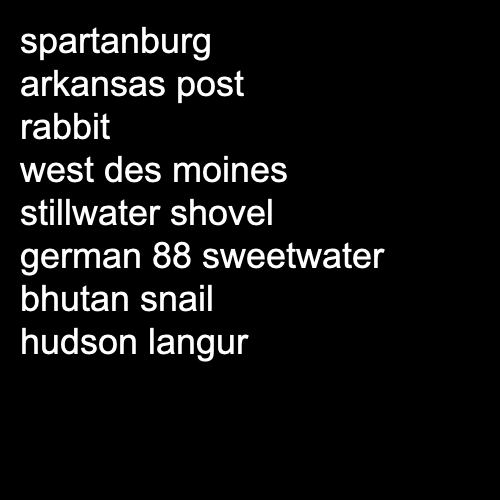 spartanburg
arkansas post
rabbit
west des moines
stillwater shovel
german 88 sweetwater
bhutan snail
hudson langur